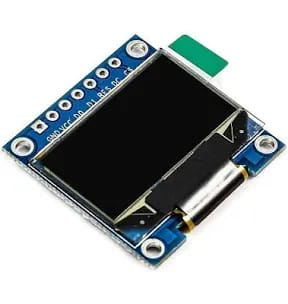 GND VCC D0 D1 RES DC CS